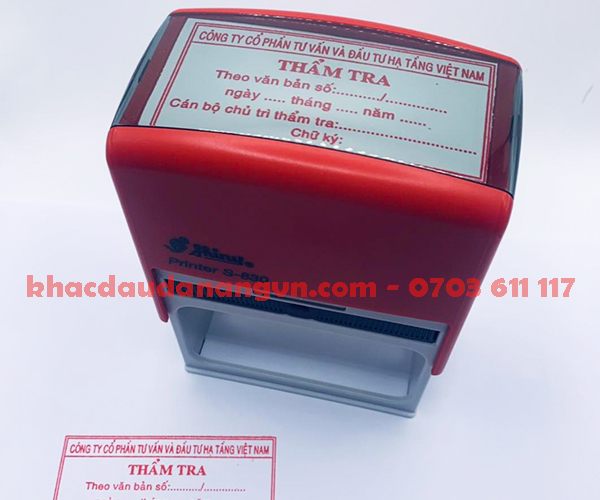 CÔNG TY CỔ PHẦN TƯ VẤN VÀ ĐẦU TƯ HẠ TẦNG VIỆT NAM
THẨM TRA
Theo văn bản số:........../..............
ngày ..... tháng ..... năm ......
Cán bộ chủ trì thẩm tra:..............................
Chữ ký:
Shiny®
Printer S-830
khacdaudanangvn.com - 0703 611 117
CÔNG TY CỔ PHẦN TƯ VẤN VÀ ĐẦU TƯ HẠ TẦNG VIỆT NAM
THẨM TRA
Theo văn bản số:........../..............